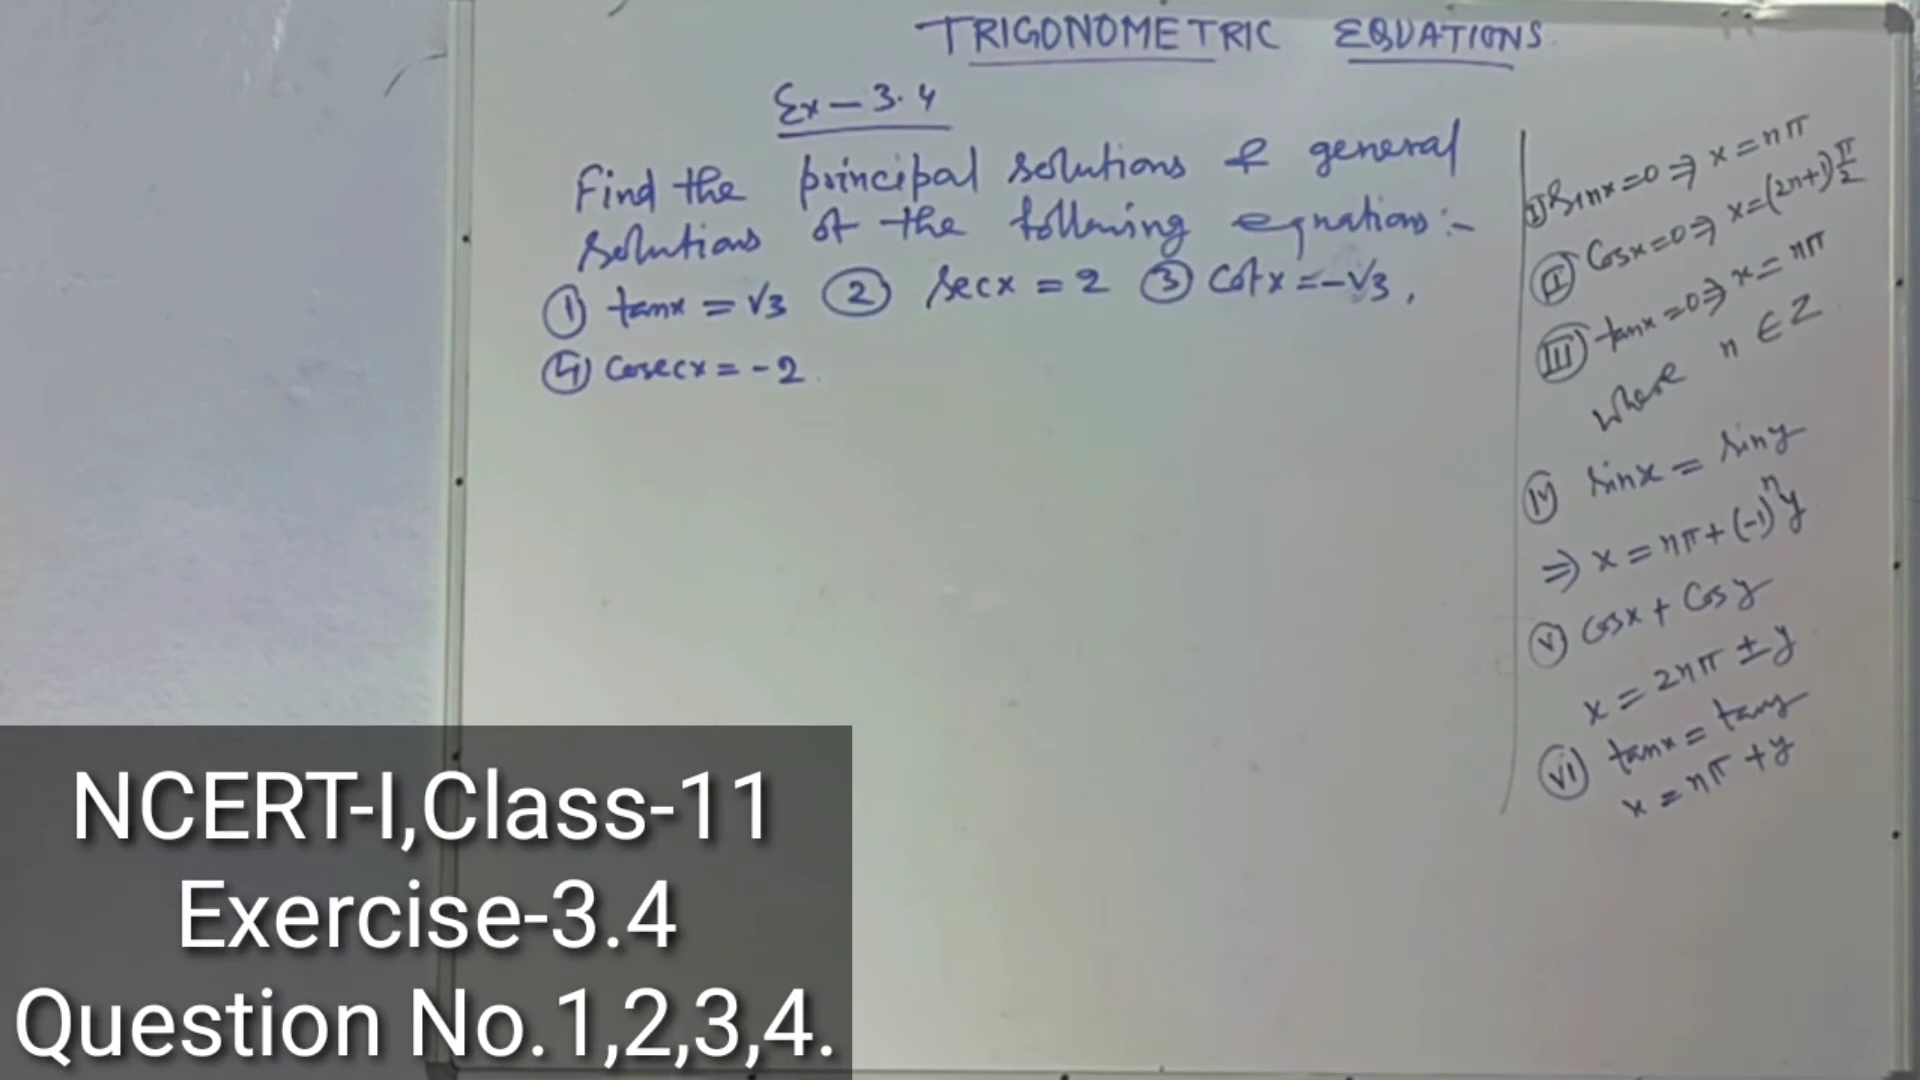 TRIGONOMETRIC EQUATIONS
Ex-3.4
Find the principal solutions & general
solutions of the following equations:-
① tanx = √3 ② secx = 2 ③ cotx = -√3,
④ cosecx = -2.
Ⓘ sinx=0 ⇒ x = nπ
Ⓘ Cosx=0 ⇒ x=(2n+1)π/2
III tanx=0 ⇒ x = nπ
where n ∈ Z
IV sinx = siny
⇒ x = nπ+(-1)ⁿy
V Cosx + Cosy
x = 2nπ ± y
VI tanx = tany
x = nπ + y
NCERT-I,Class-11
Exercise-3.4
Question No.1,2,3,4.